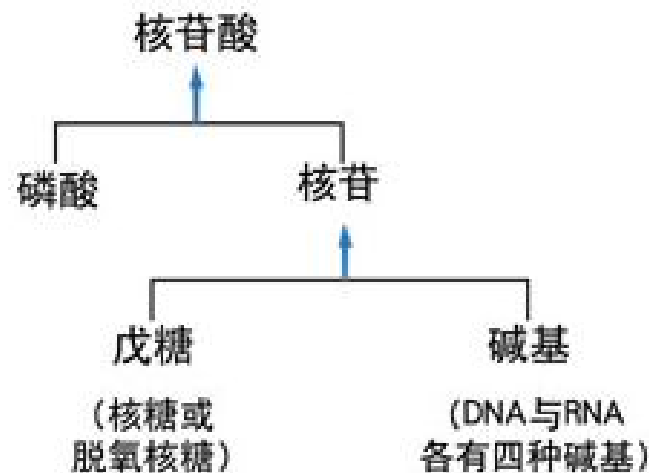 核苷酸
磷酸
核苷
戊糖
碱基
(核糖或
脱氧核糖)
(DNA与RNA
各有四种碱基)